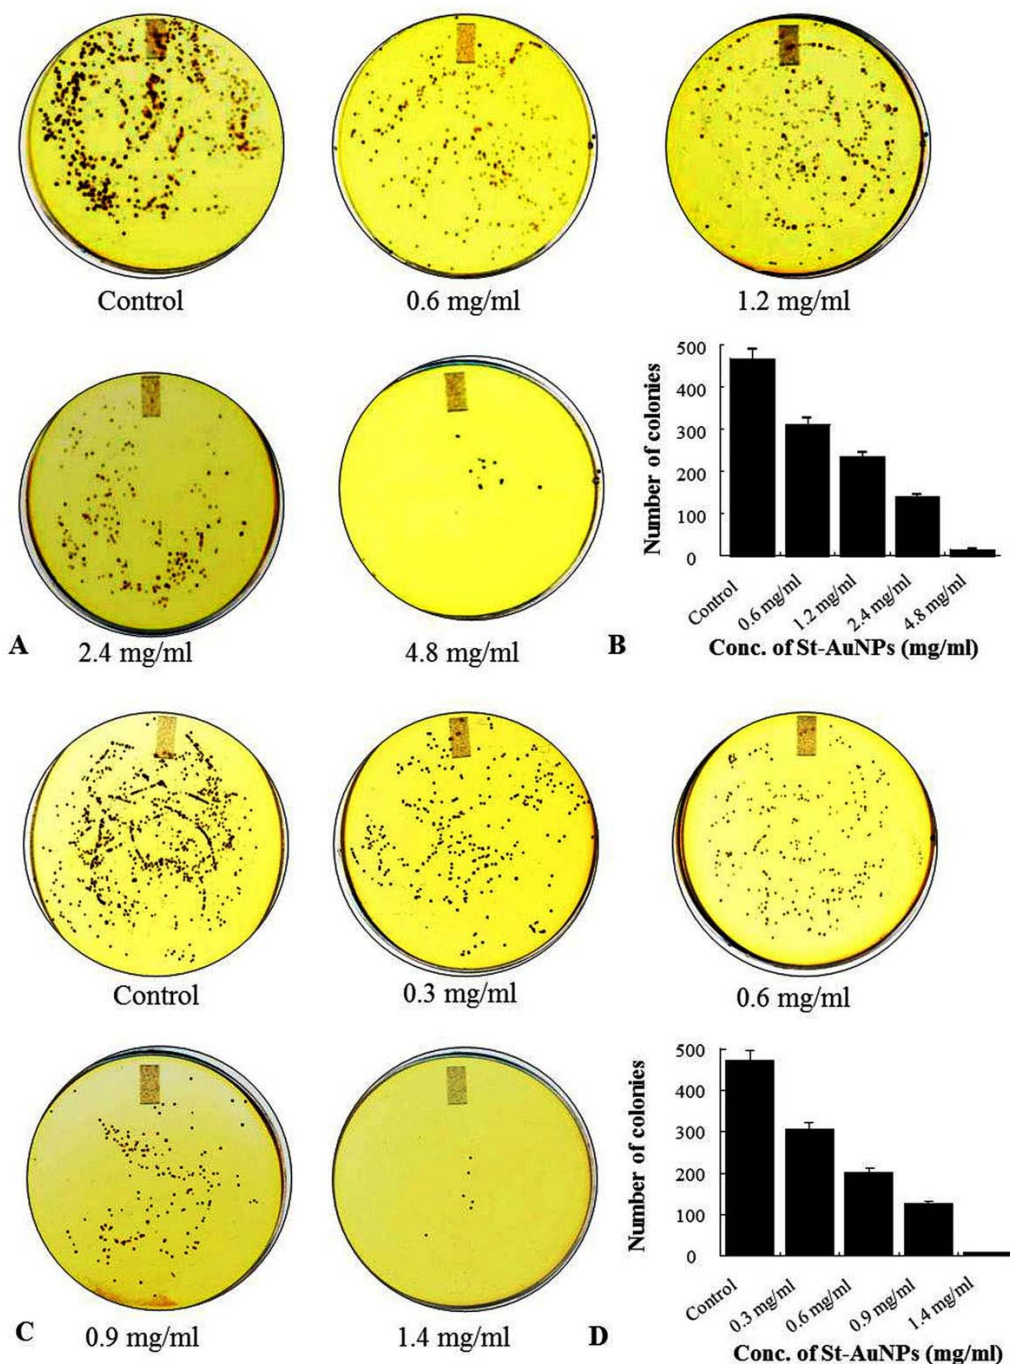 Control
0.6 mg/ml
1.2 mg/ml
A
2.4 mg/ml
4.8 mg/ml
B
Number of colonies
500
400
300
200
100
0
Control
0.6 mg/ml
1.2 mg/ml
2.4 mg/ml
4.8 mg/ml
Conc. of St-AuNPs (mg/ml)
Control
0.3 mg/ml
0.6 mg/ml
C
0.9 mg/ml
1.4 mg/ml
D
Number of colonies
500
400
300
200
100
0
Control
0.3 mg/ml
0.6 mg/ml
0.9 mg/ml
1.4 mg/ml
Conc. of St-AuNPs (mg/ml)